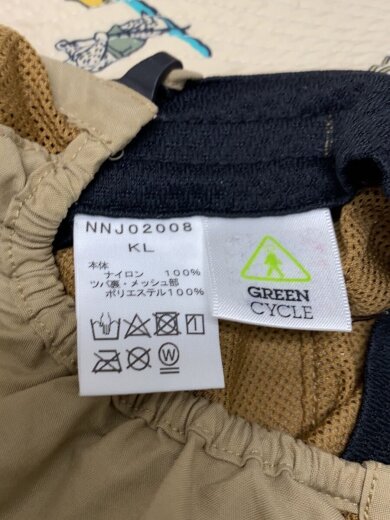 NNJ02008
KL
本体
ナイロン 100%
ツバ裏・メッシュ部
ポリエステル100%
W
GREEN
CYCLE